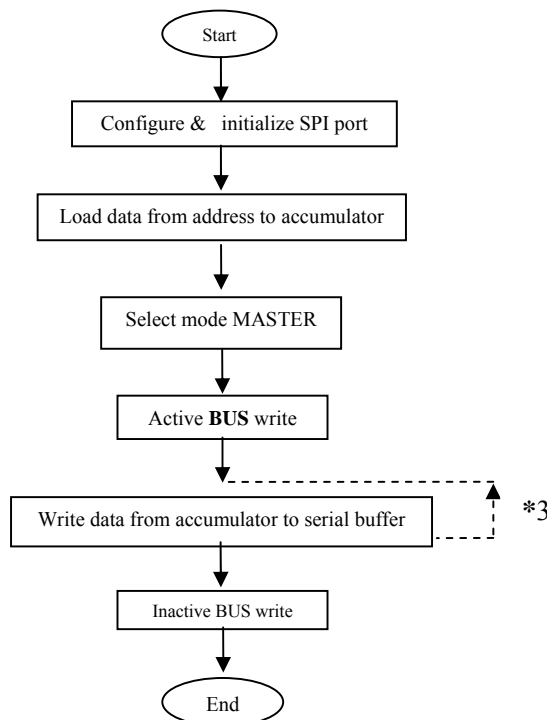 Start
Configure & initialize SPI port
Load data from address to accumulator
Select mode MASTER
Active BUS write
*3
Write data from accumulator to serial buffer
Inactive BUS write
End